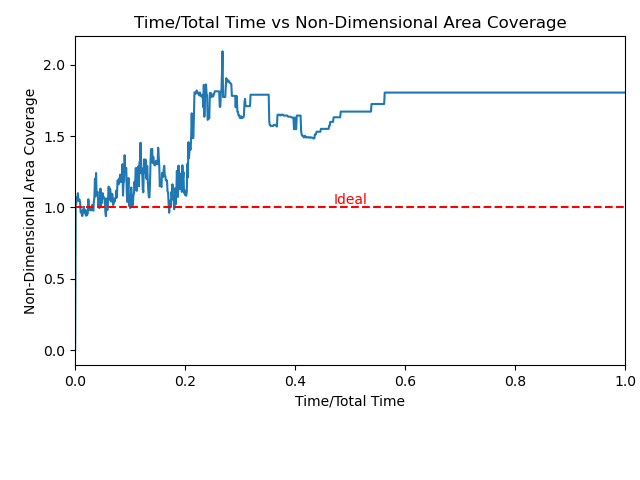 Time/Total Time vs Non-Dimensional Area Coverage
Non-Dimensional Area Coverage
2.0
1.5
1.0
0.5
0.0
Ideal
0.0 0.2 0.4 0.6 0.8 1.0
Time/Total Time